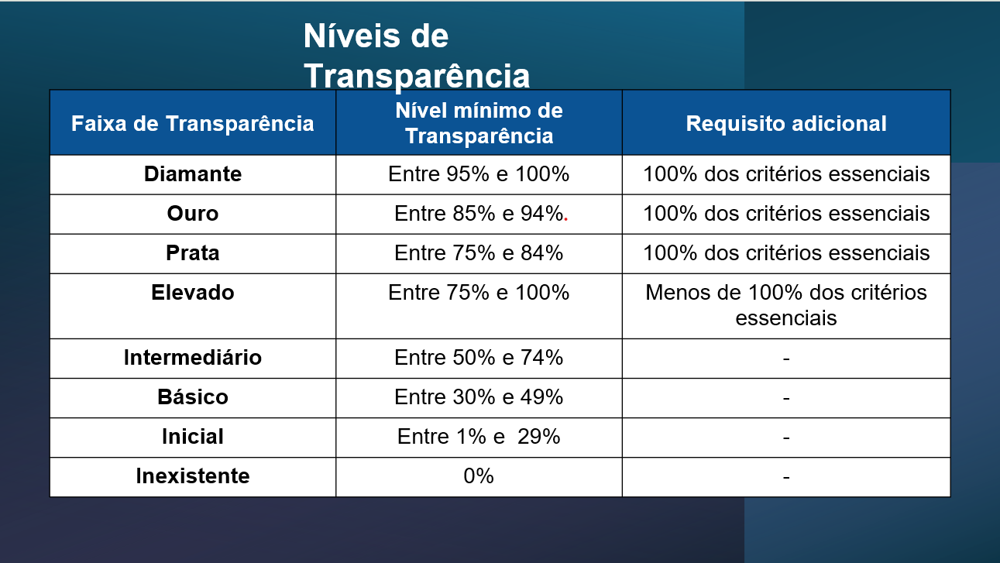 Níveis de
Transparência
Faixa de Transparência
Nível mínimo de
Transparência
Requisito adicional
Diamante
Entre 95% e 100%
100% dos critérios essenciais
Ouro
Entre 85% e 94%.
100% dos critérios essenciais
Prata
Entre 75% e 84%
100% dos critérios essenciais
Elevado
Entre 75% e 100%
Menos de 100% dos critérios
essenciais
Intermediário
Entre 50% e 74%
-
Básico
Entre 30% e 49%
-
Inicial
Entre 1% e  29%
-
Inexistente
0%
-